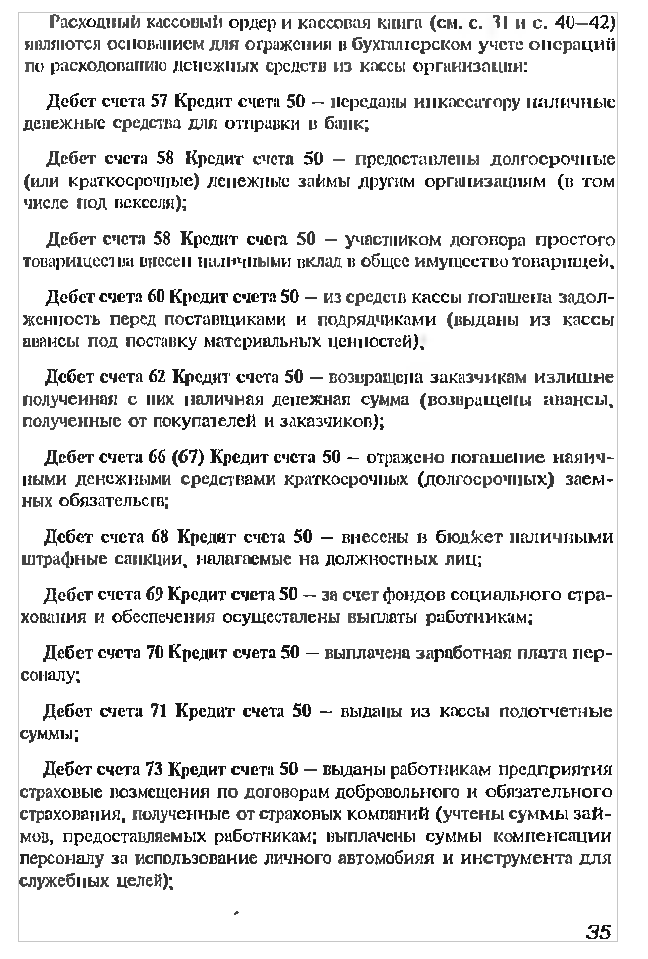 Расходный кассовый ордер и кассовая книга (см. с. 31 и с. 40–42)
являются основанием для отражения в бухгалтерском учете операций
по расходованию денежных средств из кассы организации:
Дебет счета 57 Кредит счета 50 — переданы инкассатору наличные
денежные средства для отправки в банк;
Дебет счета 58 Кредит счета 50 — предоставлены долгосрочные
(или краткосрочные) денежные займы другим организациям (в том
числе под векселя);
Дебет счета 58 Кредит счета 50 — участником договора простого
товарищества внесен наличными вклад в общее имущество товарищей,
Дебет счета 60 Кредит счета 50 — из средств кассы погашена задол-
женность перед поставщиками и подрядчиками (выданы из кассы
авансы под поставку материальных ценностей),
Дебет счета 62 Кредит счета 50 — возвращена заказчикам излишне
полученная с них наличная денежная сумма (возвращены авансы,
полученные от покупателей и заказчиков);
Дебет счета 66 (67) Кредит счета 50 — отражено погашение налич-
ными денежными средствами краткосрочных (долгосрочных) заем-
ных обязательств;
Дебет счета 68 Кредит счета 50 — внесены в бюджет наличными
штрафные санкции, налагаемые на должностных лиц;
Дебет счета 69 Кредит счета 50 — за счет фондов социального стра-
хования и обеспечения осуществлены выплаты работникам;
Дебет счета 70 Кредит счета 50 — выплачена заработная плата пер-
соналу;
Дебет счета 71 Кредит счета 50 — выданы из кассы подотчетные
суммы;
Дебет счета 73 Кредит счета 50 — выданы работникам предприятия
страховые возмещения по договорам добровольного и обязательного
страхования, полученные от страховых компаний (учтены суммы зай-
мов, предоставляемых работникам; выплачены суммы компенсации
персоналу за использование личного автомобиля и инструмента для
служебных целей);
35